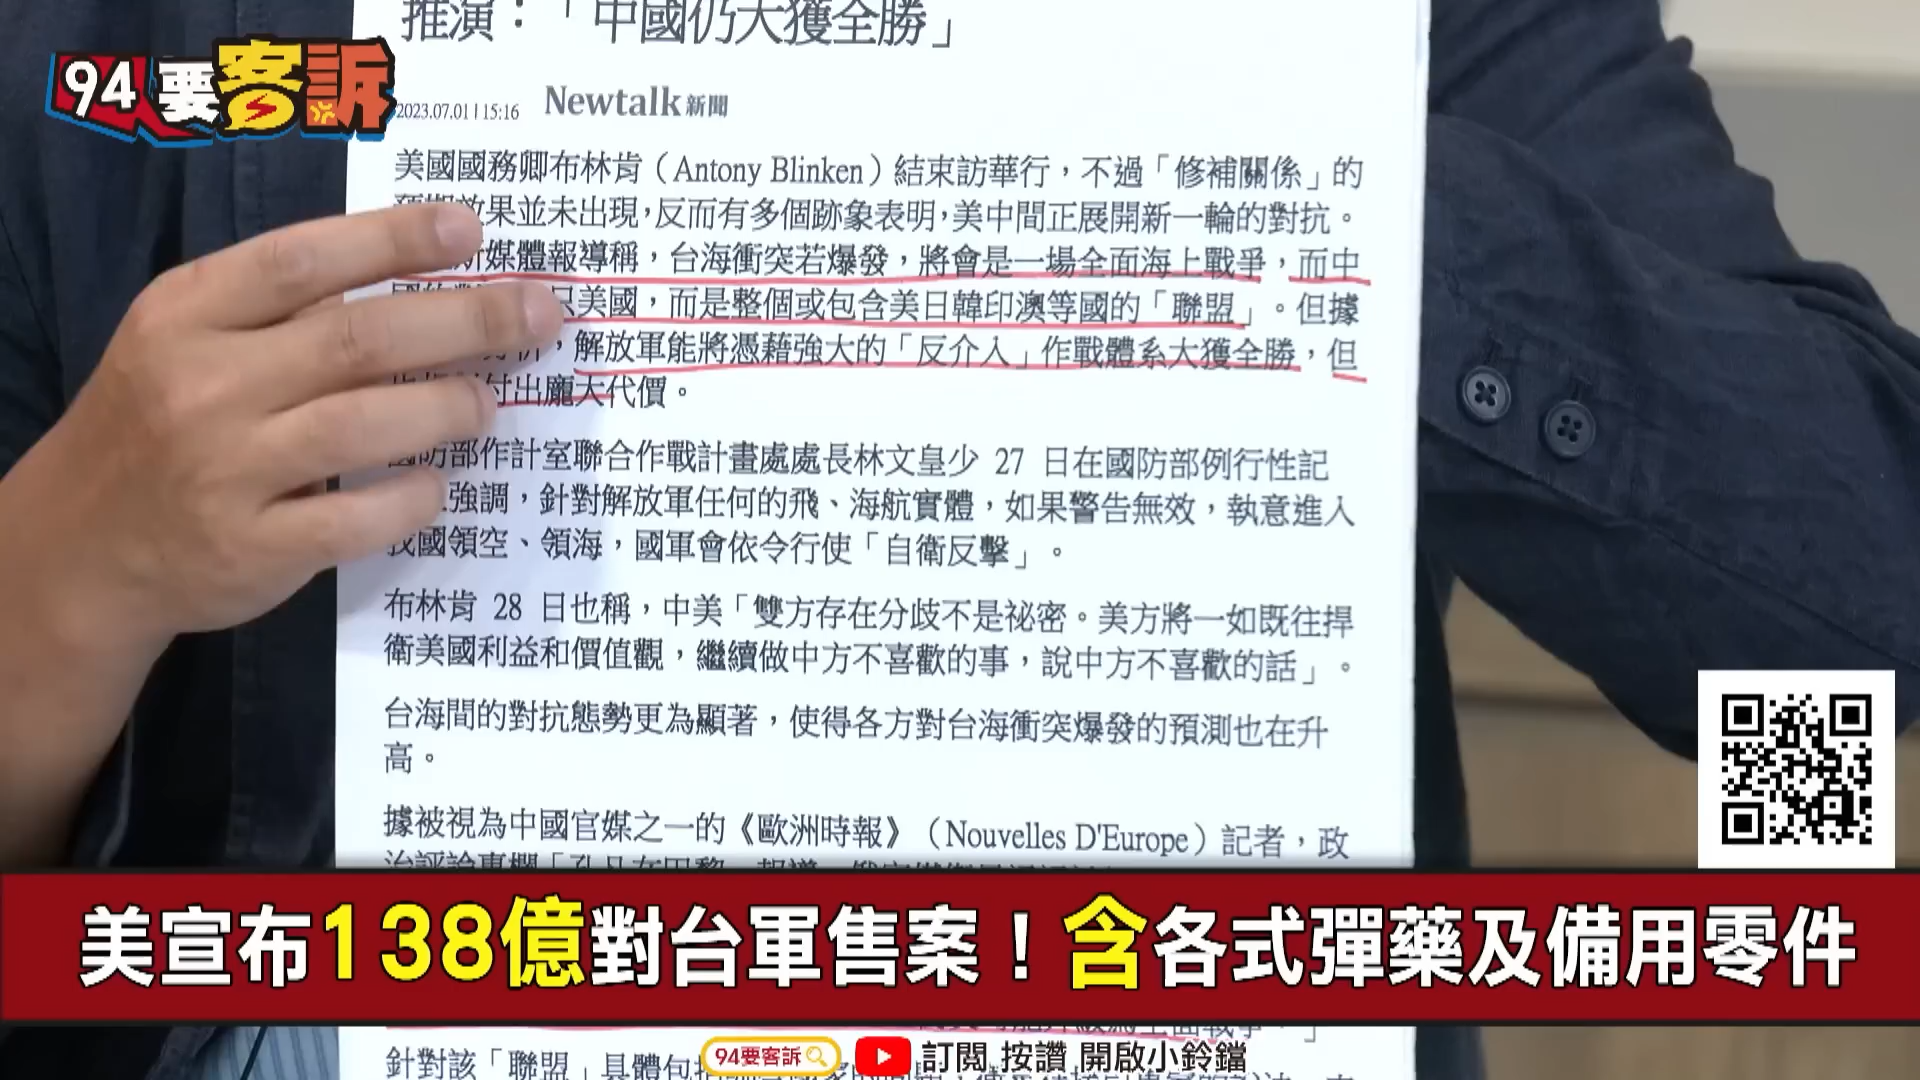 推演：「中國仍大獲全勝」
94要客訴
2023.07.01 | 15:16 Newtalk新聞
美國國務卿布林肯（Antony Blinken）結束訪華行，不過「修補關係」的
效果並未出現，反而有多個跡象表明，美中間正展開新一輪的對抗。
媒體報導稱，台海衝突若爆發，將會是一場全面海上戰爭，而中
只美國，而是整個或包含美日韓印澳等國的「聯盟」。但據
，解放軍能將憑藉強大的「反介入」作戰體系大獲全勝，但
付出龐大代價。
國防部作計室聯合作戰計畫處處長林文皇少 27 日在國防部例行性記
強調，針對解放軍任何的飛、海航實體，如果警告無效，執意進入
我國領空、領海，國軍會依令行使「自衛反擊」。
布林肯 28 日也稱，中美「雙方存在分歧不是祕密。美方將一如既往捍
衛美國利益和價值觀，繼續做中方不喜歡的事，說中方不喜歡的話」。
台海間的對抗態勢更為顯著，使得各方對台海衝突爆發的預測也在升
高。
據被視為中國官媒之一的《歐洲時報》（Nouvelles D'Europe）記者，政
美宣布138億對台軍售案！含各式彈藥及備用零件
針對該「聯盟」具體包
94要客訴 訂閱 按讚 開啟小鈴鐺